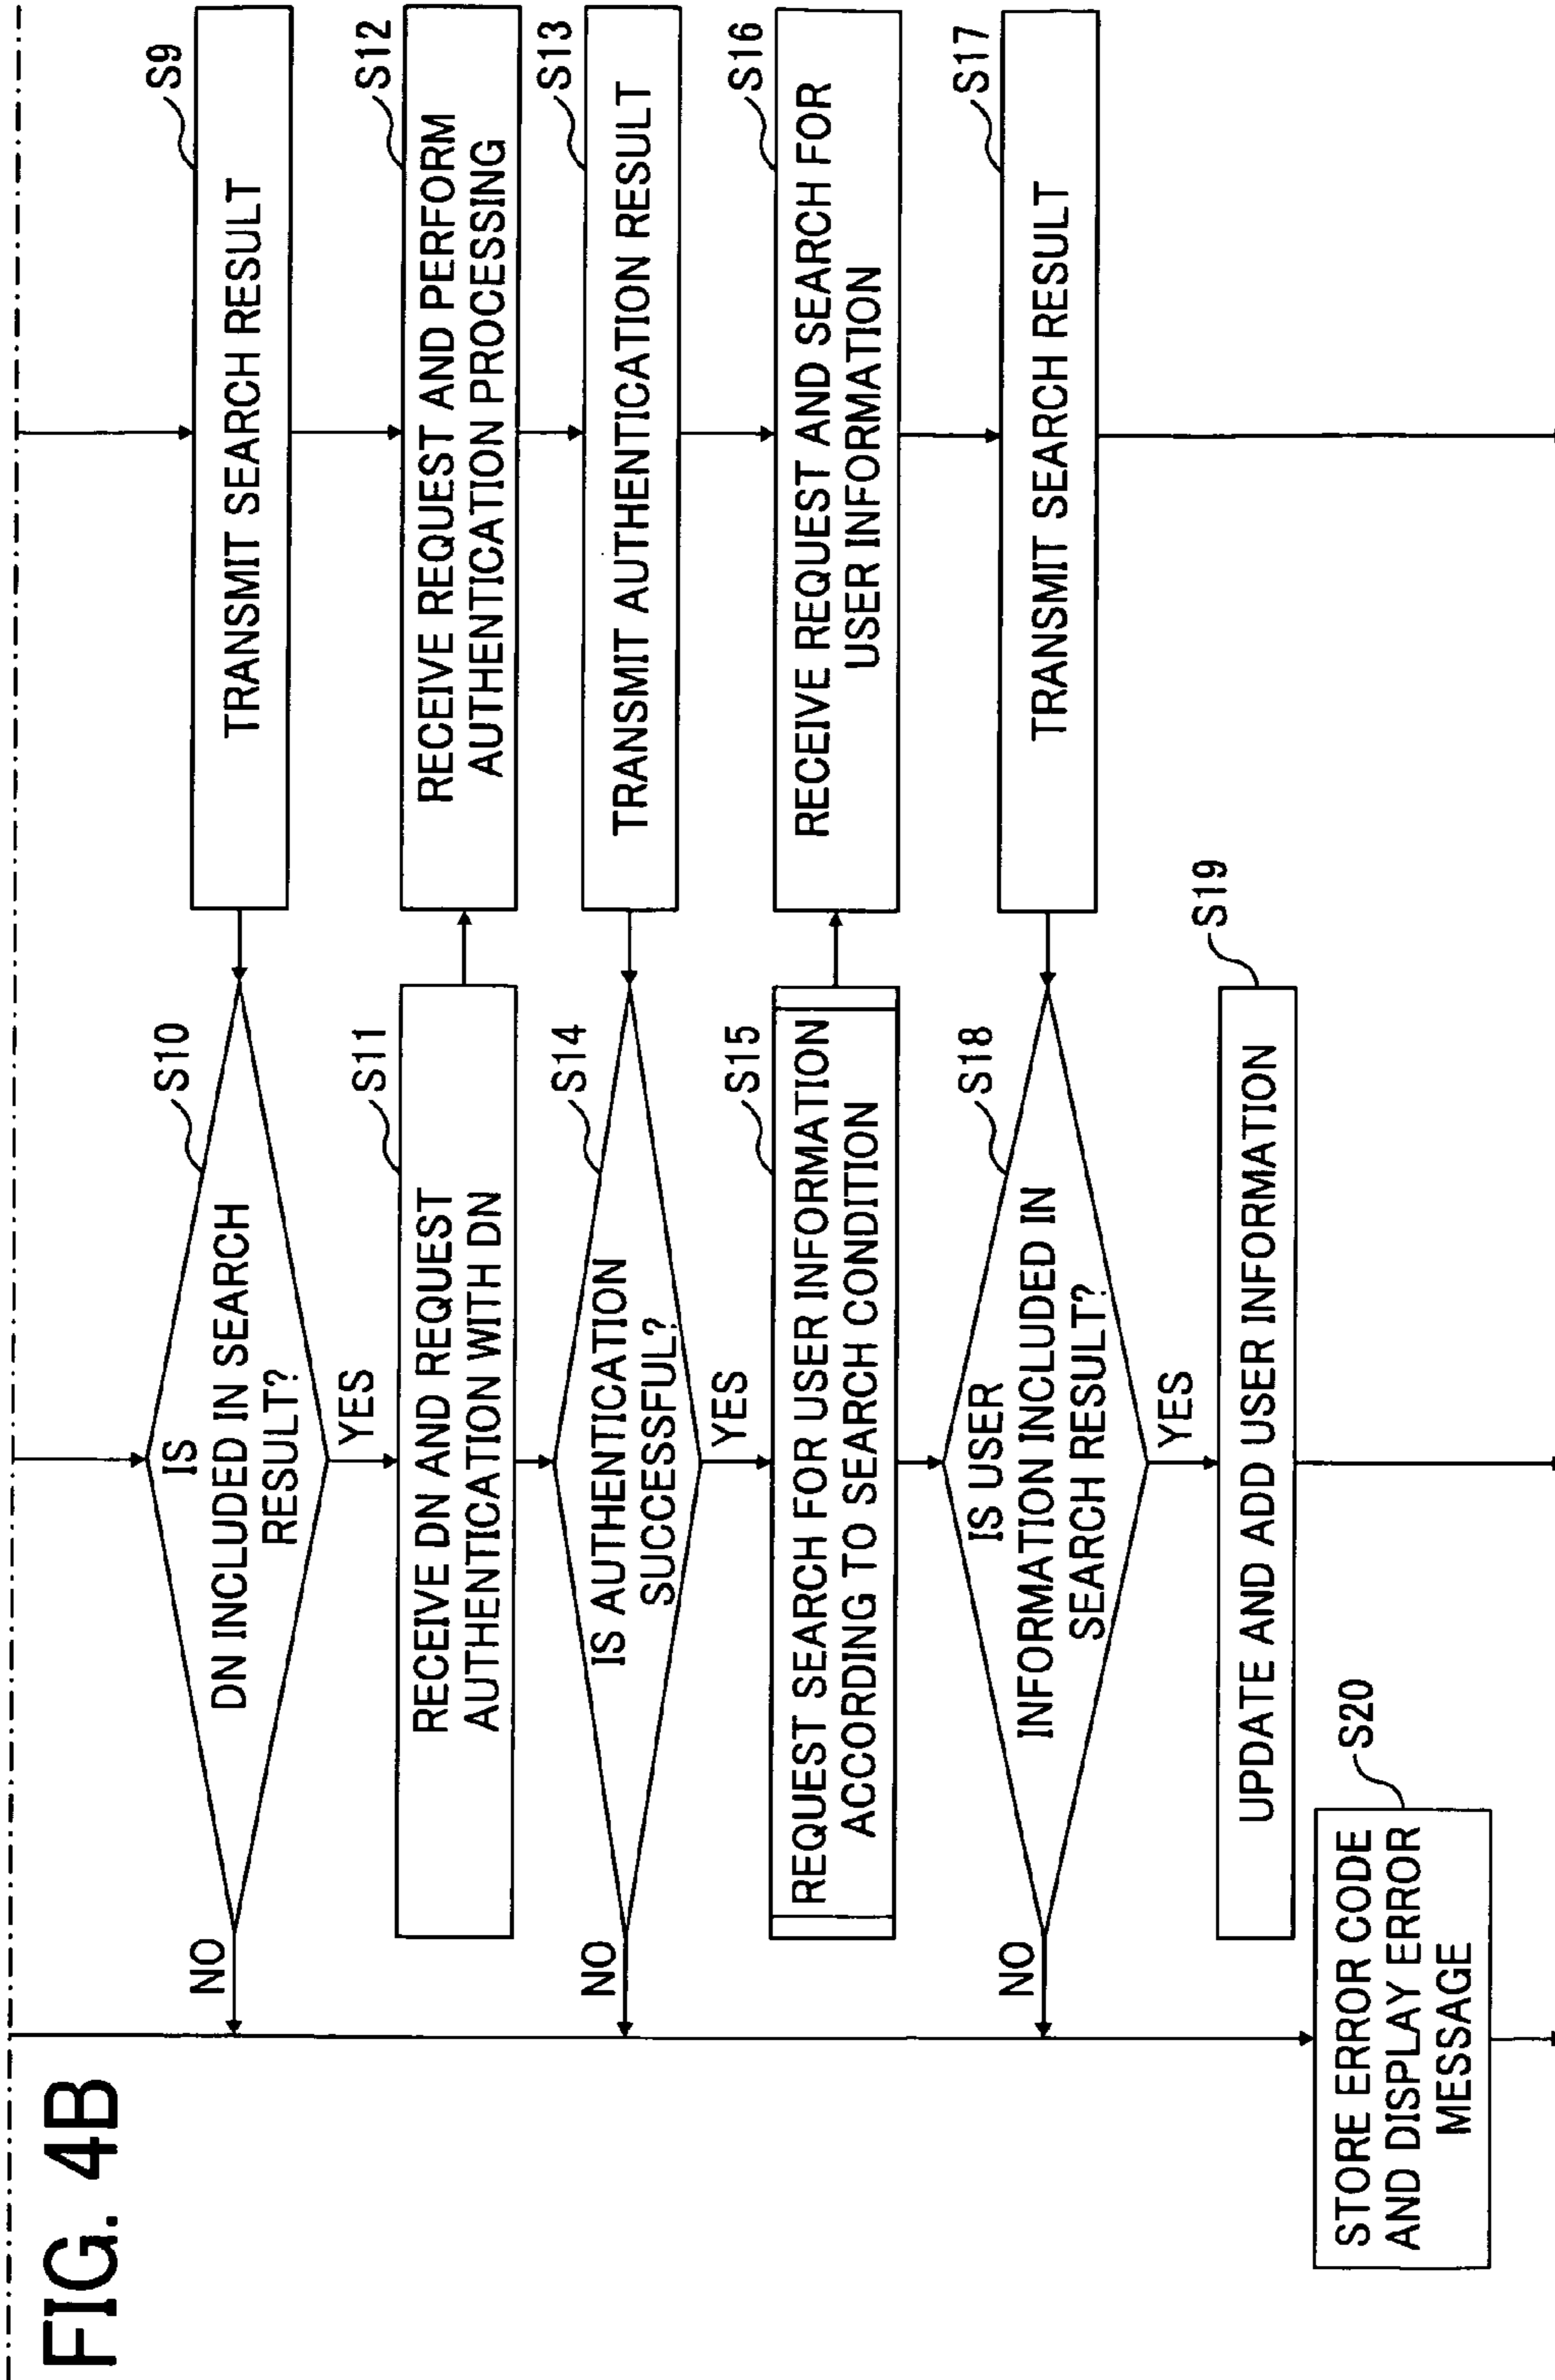 FIG. 4B
S9
TRANSMIT SEARCH RESULT
S10
IS
DN INCLUDED IN SEARCH
RESULT?
NO
YES
S11
RECEIVE DN AND REQUEST
AUTHENTICATION WITH DN
S12
RECEIVE REQUEST AND PERFORM
AUTHENTICATION PROCESSING
S13
TRANSMIT AUTHENTICATION RESULT
S14
IS AUTHENTICATION
SUCCESSFUL?
NO
YES
S15
REQUEST SEARCH FOR USER INFORMATION
ACCORDING TO SEARCH CONDITION
S16
RECEIVE REQUEST AND SEARCH FOR
USER INFORMATION
S17
TRANSMIT SEARCH RESULT
S18
IS USER
INFORMATION INCLUDED IN
SEARCH RESULT?
NO
YES
S19
UPDATE AND ADD USER INFORMATION
S20
STORE ERROR CODE
AND DISPLAY ERROR
MESSAGE